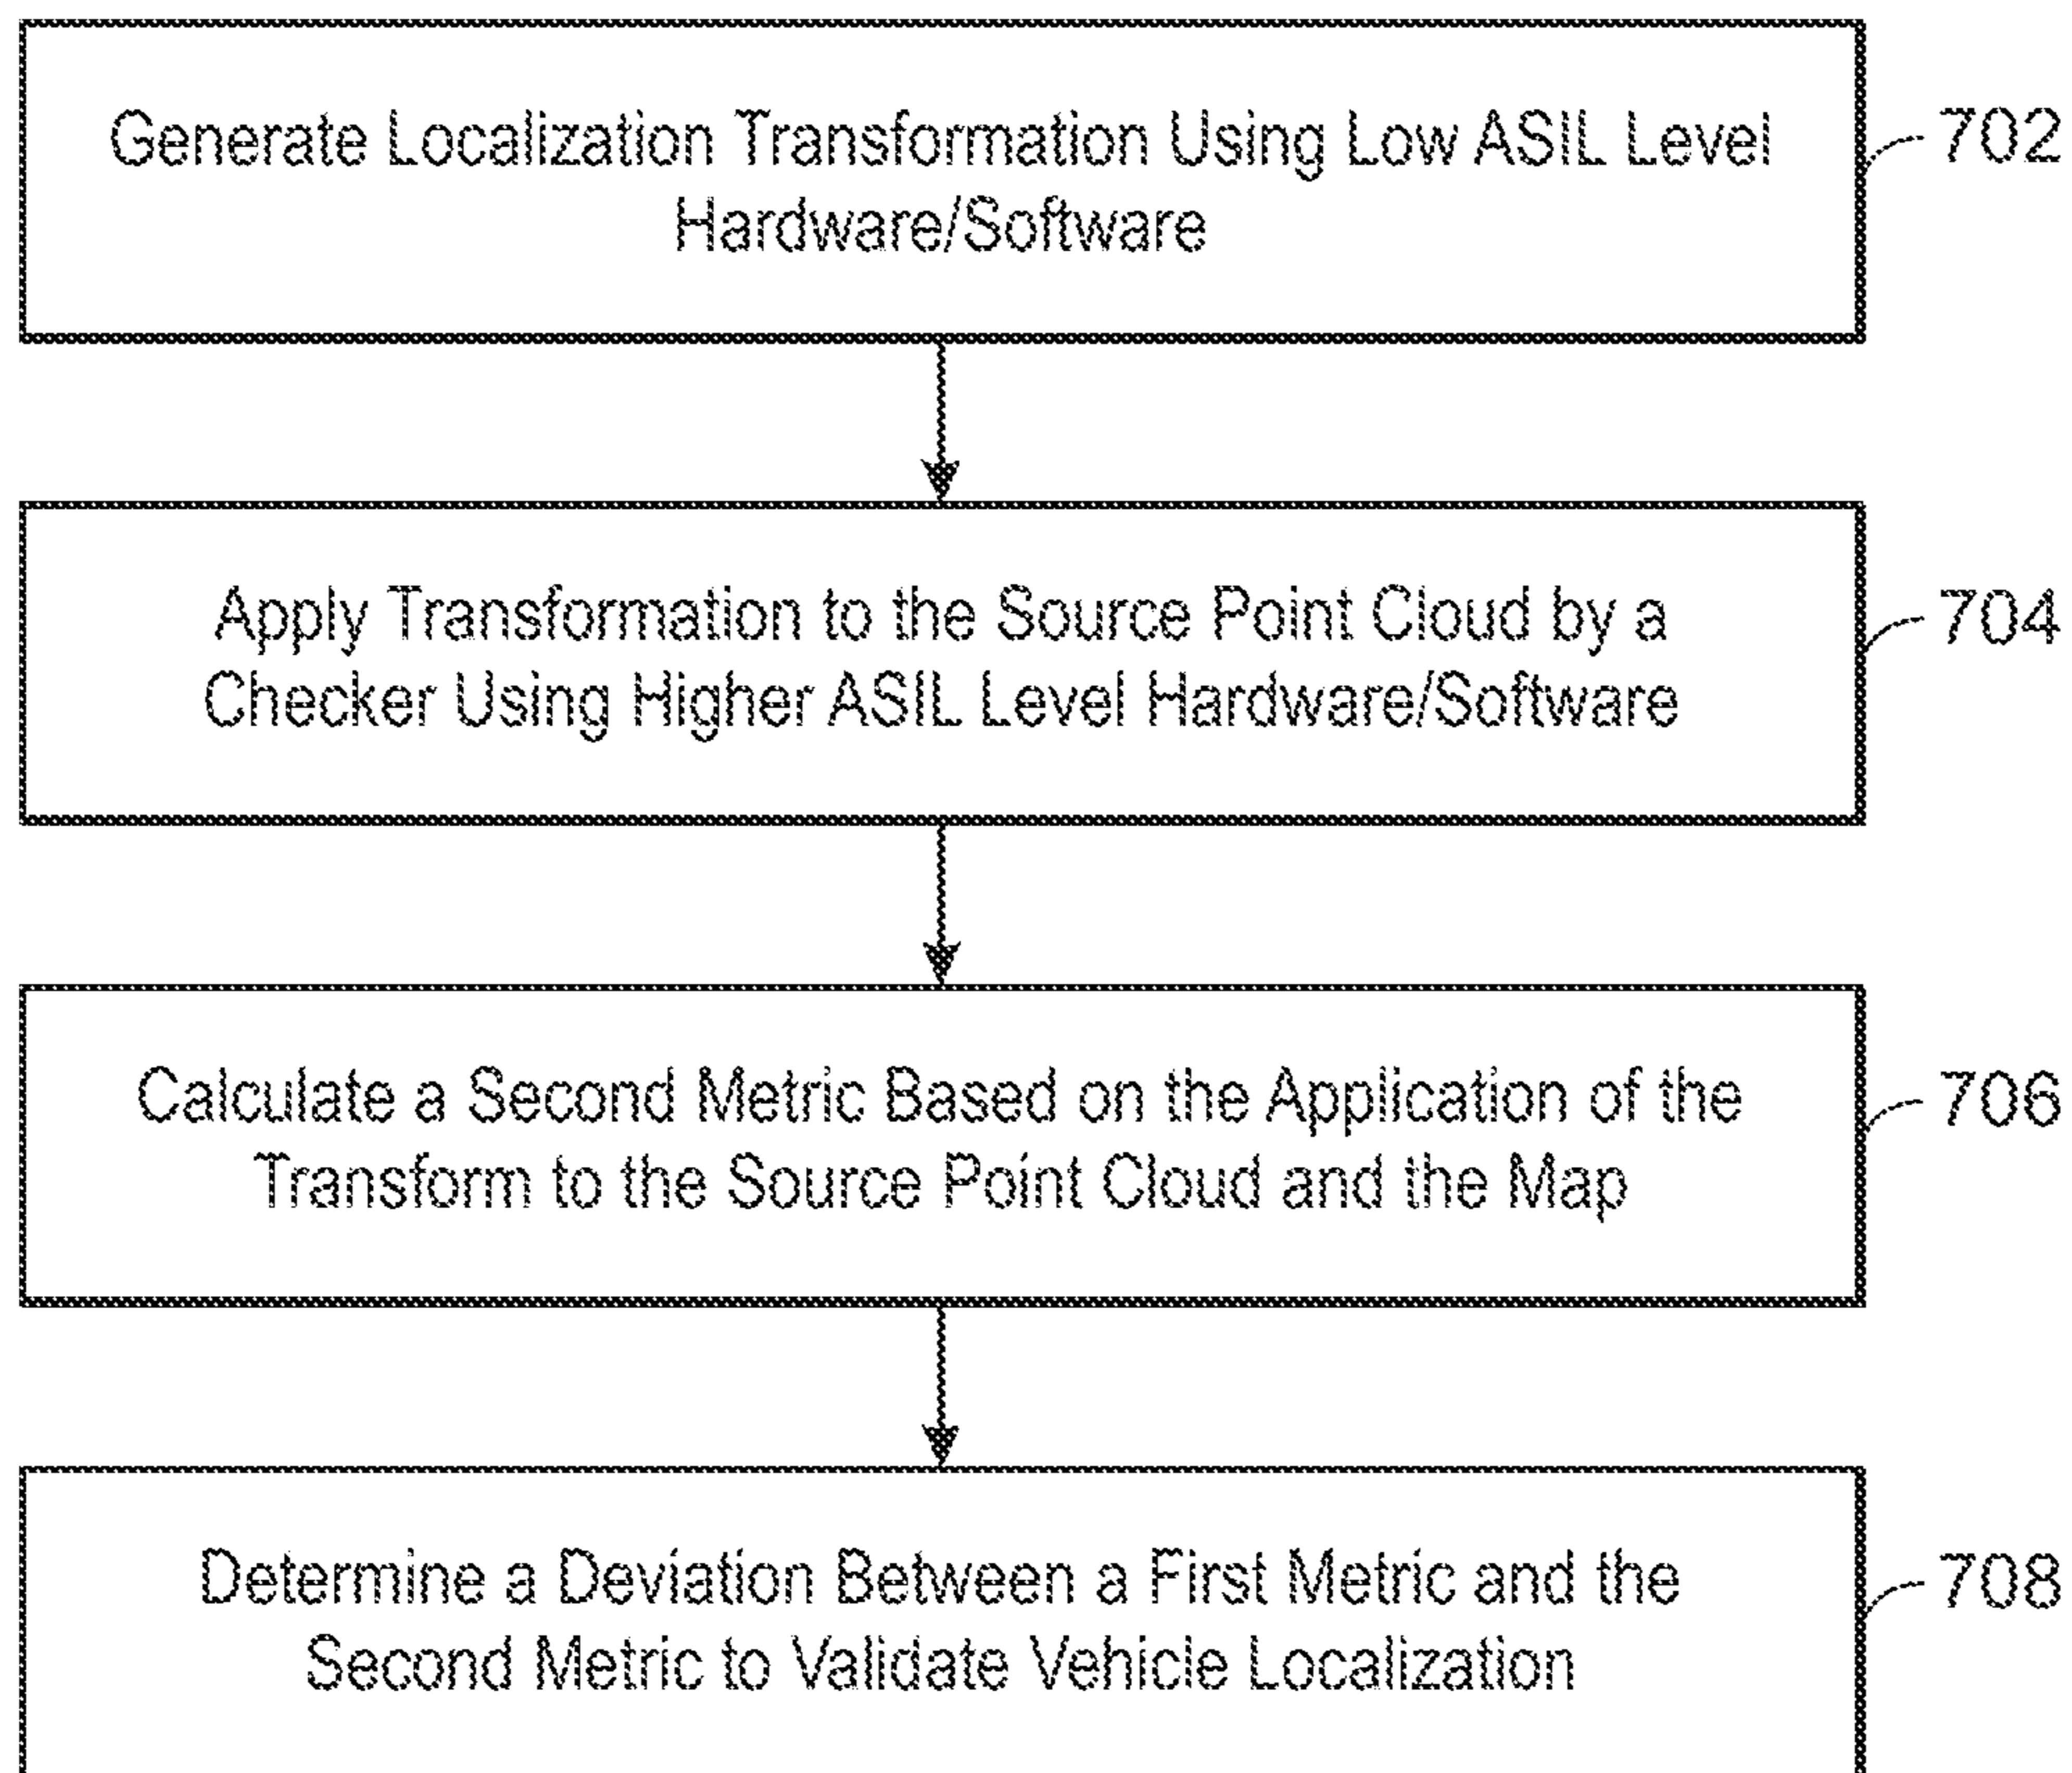 Generate Localization Transformation Using Low ASIL Level
Hardware/Software
702
Apply Transformation to the Source Point Cloud by a
Checker Using Higher ASIL Level Hardware/Software
704
Calculate a Second Metric Based on the Application of the
Transform to the Source Point Cloud and the Map
706
Determine a Deviation Between a First Metric and the
Second Metric to Validate Vehicle Localization
708